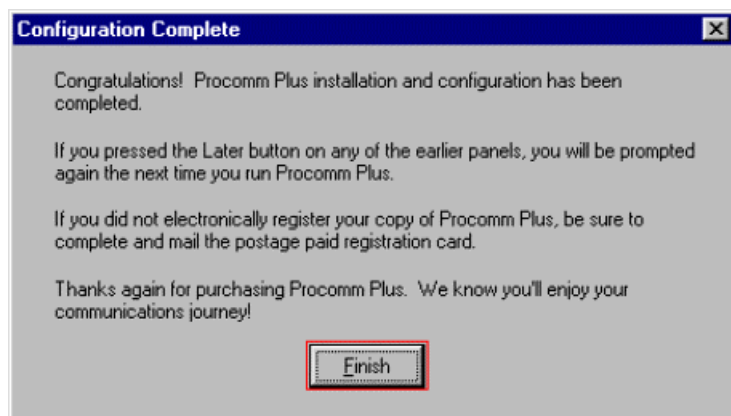 Configuration Complete
Congratulations! Procomm Plus installation and configuration has been
completed.
If you pressed the Later button on any of the earlier panels, you will be prompted
again the next time you run Procomm Plus.
If you did not electronically register your copy of Procomm Plus, be sure to
complete and mail the postage paid registration card.
Thanks again for purchasing Procomm Plus. We know you'll enjoy your
communications journey!
Finish